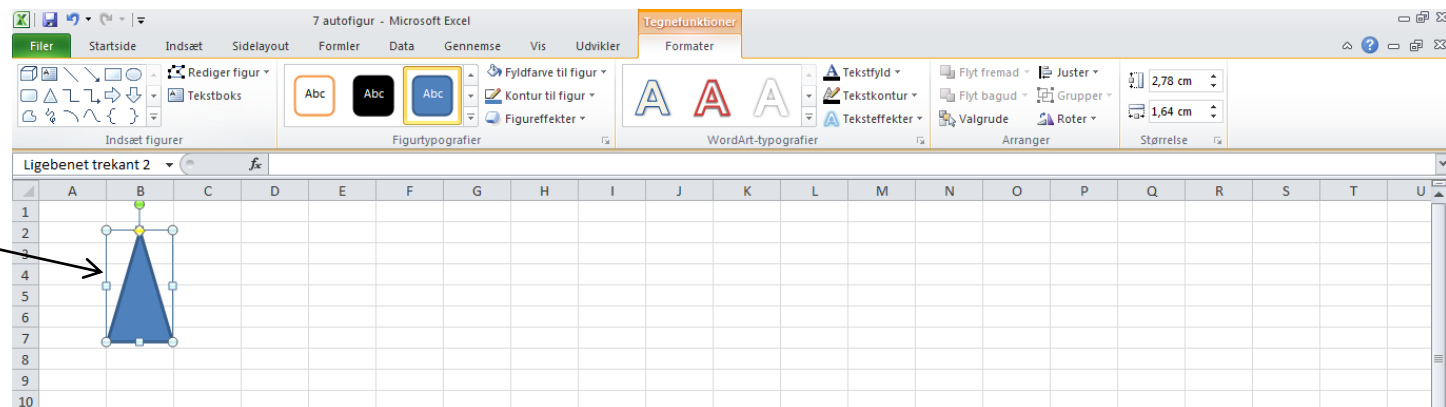 7 autofigur - Microsoft Excel
Tegnefunktioner
Filer Startside Indsæt Sidelayout Formler Data Gennemse Vis Udvikler Formater
Rediger figur
Tekstboks
Indsæt figurer
Abc Abc Abc
Fyldfarve til figur
Kontur til figur
Figureffekter
Figurtypografier
A A A
Tekstfyld
Tekstkontur
Teksteffekter
WordArt-typografier
Flyt fremad
Flyt bagud
Valgrude
Juster
Grupper
Roter
Arranger
2,78 cm
1,64 cm
Størrelse
Ligebenet trekant 2 fx
A B C D E F G H I J K L M N O P Q R S T U
1
2
3
4
5
6
7
8
9
10